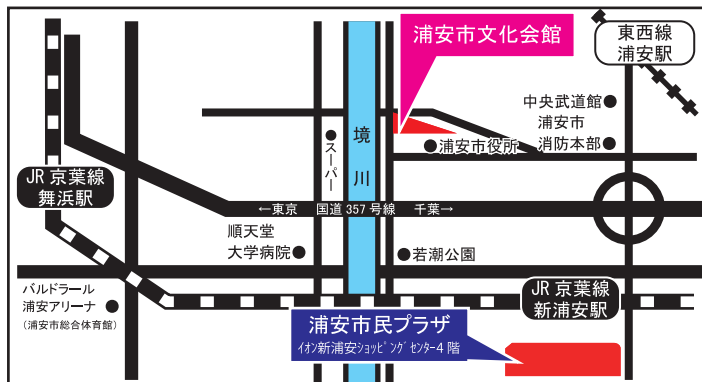 浦安市文化会館
東西線
浦安駅
中央武道館
浦安市
消防本部
浦安市役所
スーパー
境川
JR京葉線
舞浜駅
←東京 国道357号線 千葉→
順天堂
大学病院
若潮公園
バルドラール
浦安アリーナ
(浦安市総合体育館)
JR京葉線
新浦安駅
浦安市民プラザ
イオン新浦安ショッピングセンター4階